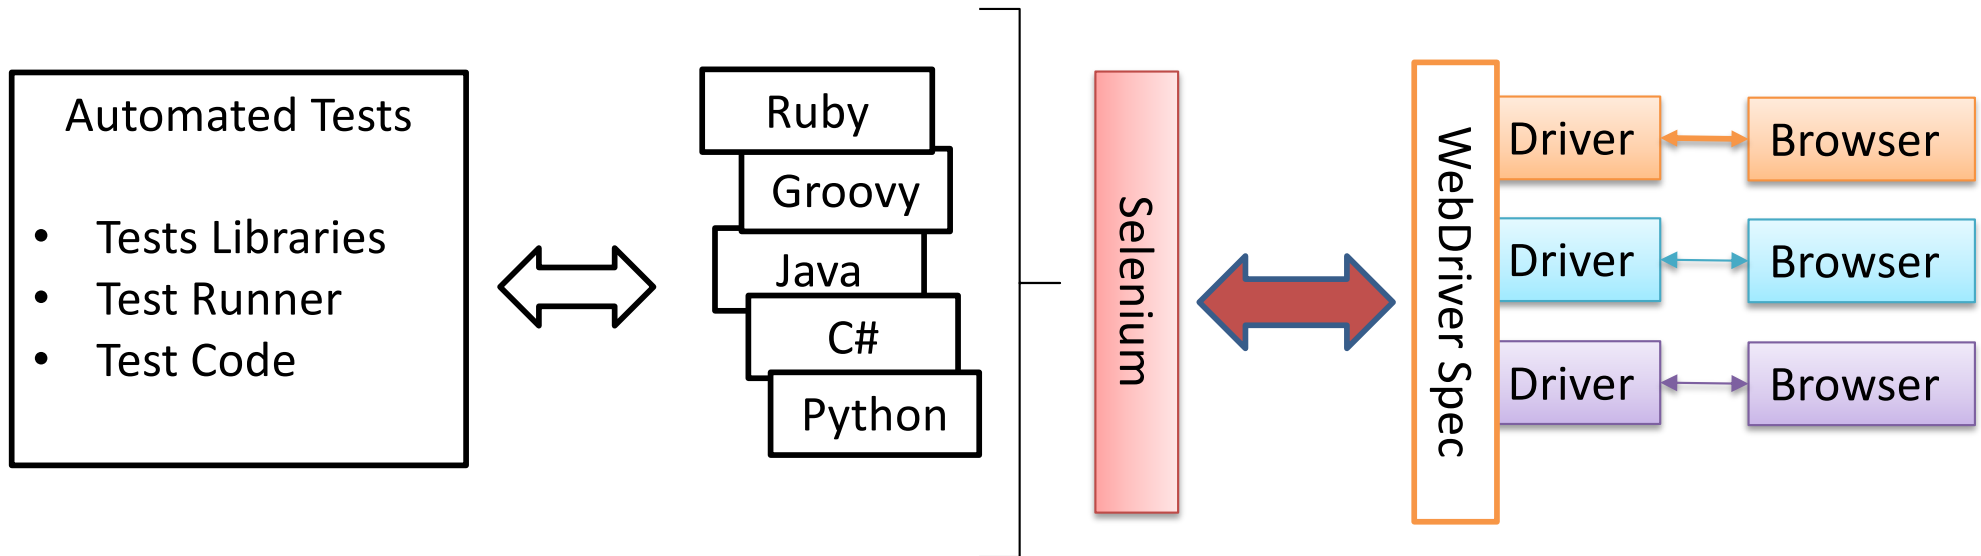 Automated Tests
• Tests Libraries
• Test Runner
• Test Code
Ruby
Groovy
Java
C#
Python
Selenium
WebDriver Spec
Driver
Browser
Driver
Browser
Driver
Browser